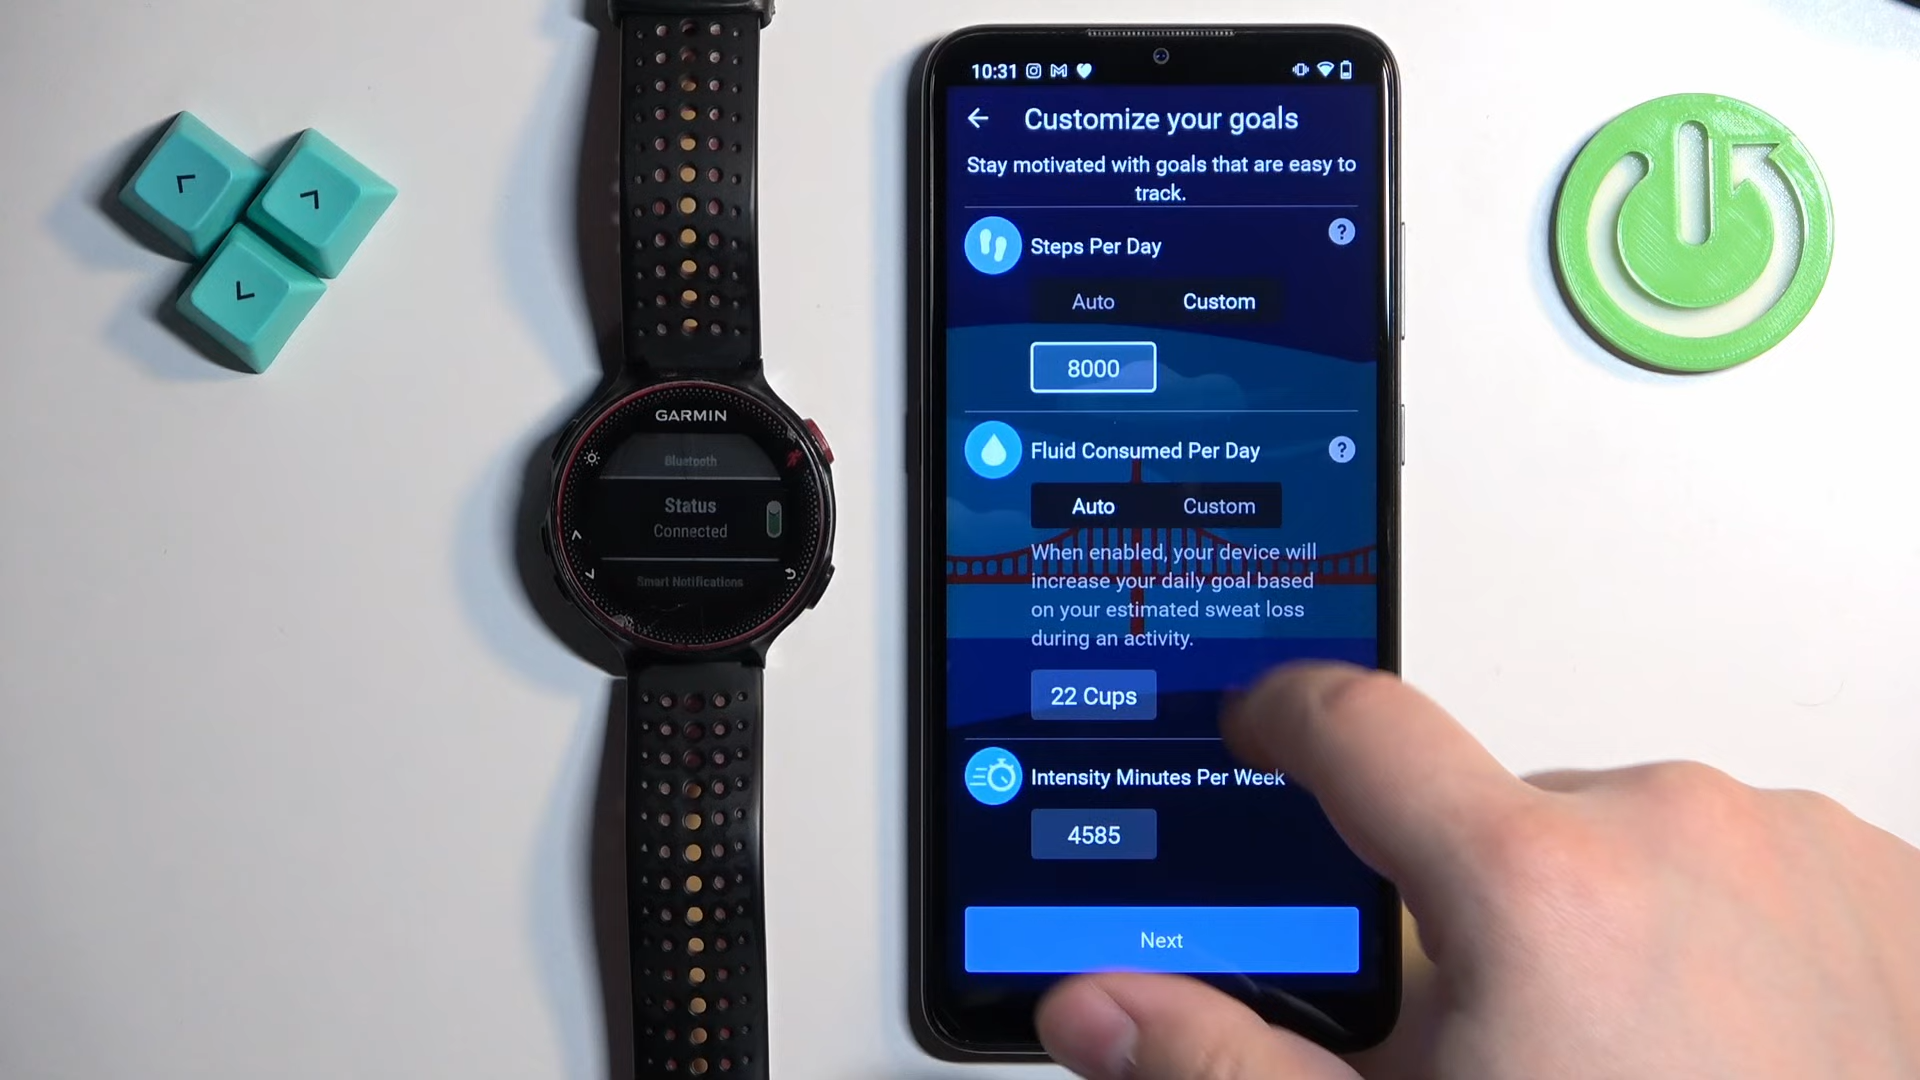 GARMIN
Bluetooth
Status
Connected
Smart Notifications
10:31
Customize your goals
Stay motivated with goals that are easy to
track.
Steps Per Day
?
Auto Custom
8000
Fluid Consumed Per Day
?
Auto Custom
When enabled, your device will
increase your daily goal based
on your estimated sweat loss
during an activity.
22 Cups
Intensity Minutes Per Week
4585
Next